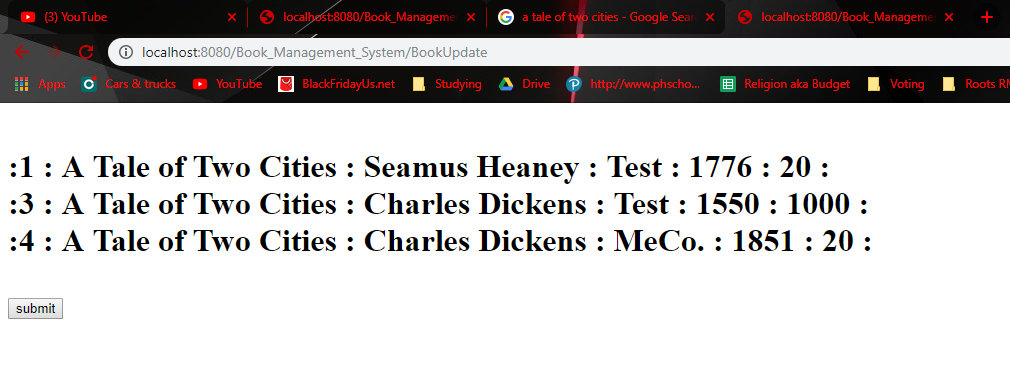 (3) YouTube
localhost:8080/Book_Manageme
a tale of two cities - Google Sear
localhost:8080/Book_Managem
localhost:8080/Book_Management_System/BookUpdate
Apps Cars & trucks YouTube BlackFridayUs.net Studying Drive http://www.phscho... Religion aka Budget Voting Roots RM
:1 : A Tale of Two Cities : Seamus Heaney : Test : 1776 : 20 :
:3 : A Tale of Two Cities : Charles Dickens : Test : 1550 : 1000 :
:4 : A Tale of Two Cities : Charles Dickens : MeCo. : 1851 : 20 :
submit